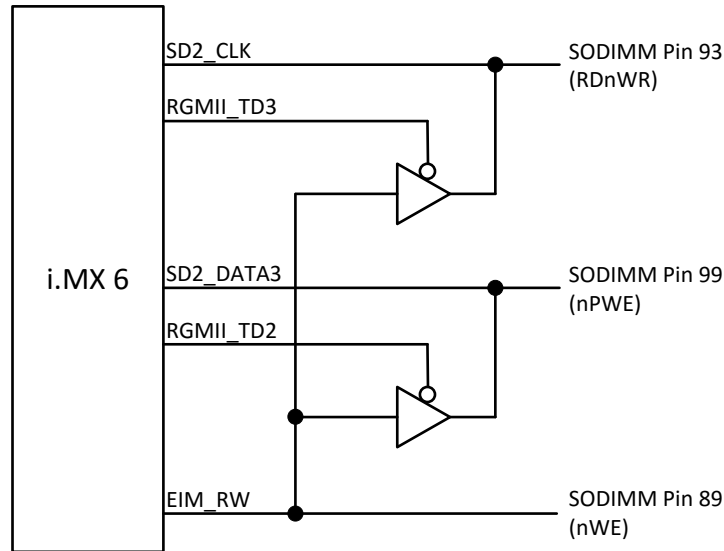 SD2_CLK
SODIMM Pin 93
(RDnWR)
RGMII_TD3
i.MX 6
SD2_DATA3
SODIMM Pin 99
(nPWE)
RGMII_TD2
EIM_RW
SODIMM Pin 89
(nWE)